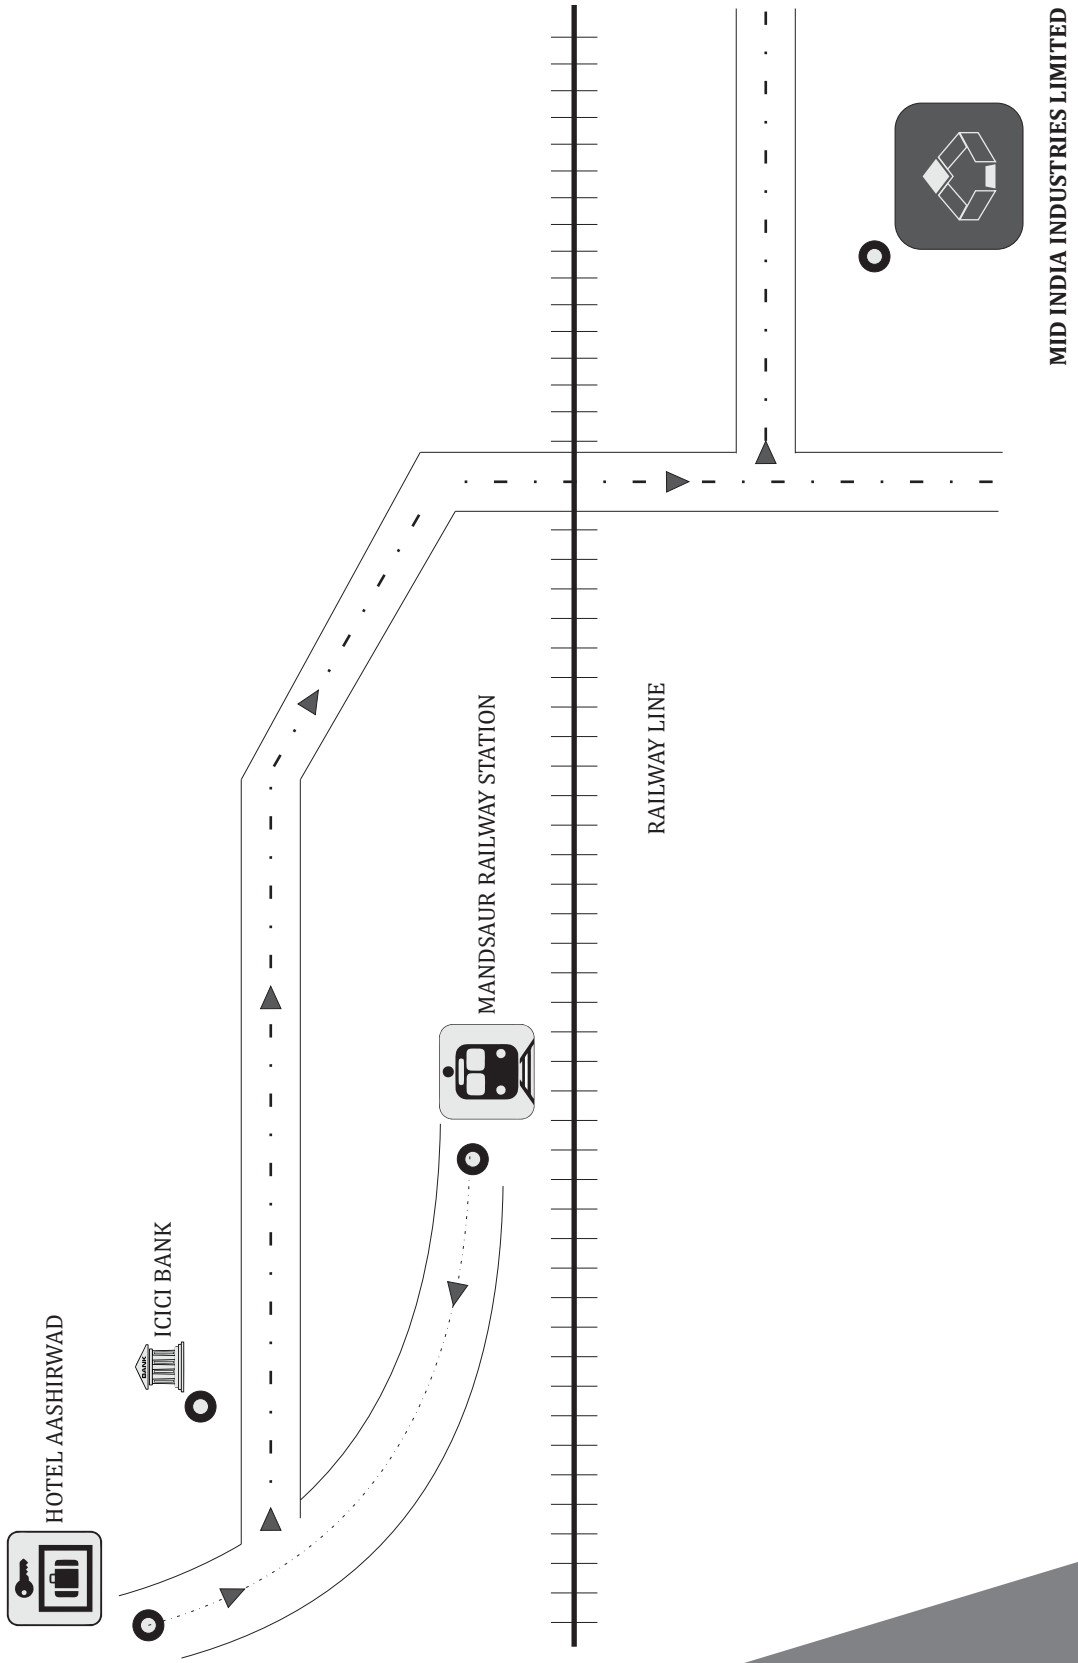 HOTEL AASHIRWAD
BANK
ICICI BANK
MANDSAUR RAILWAY STATION
RAILWAY LINE
MID INDIA INDUSTRIES LIMITED